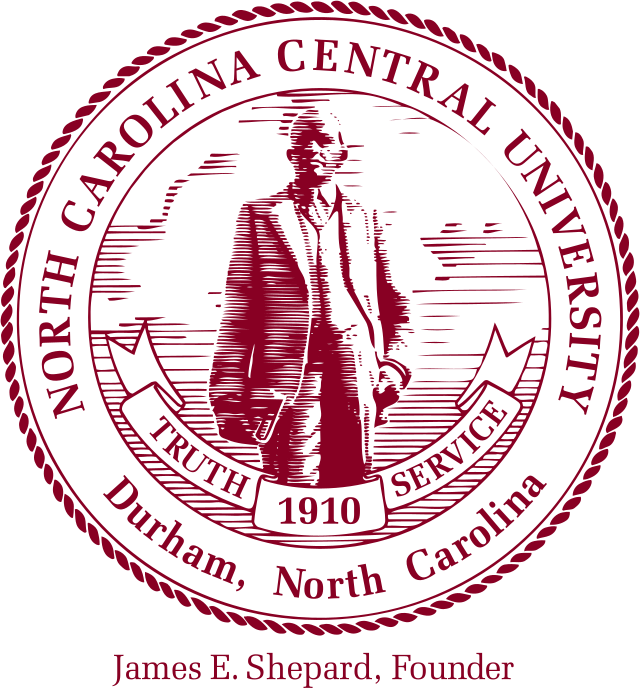 NORTH CAROLINA CENTRAL UNIVERSITY
TRUTH
1910
SERVICE
Durham, North Carolina
James E. Shepard, Founder